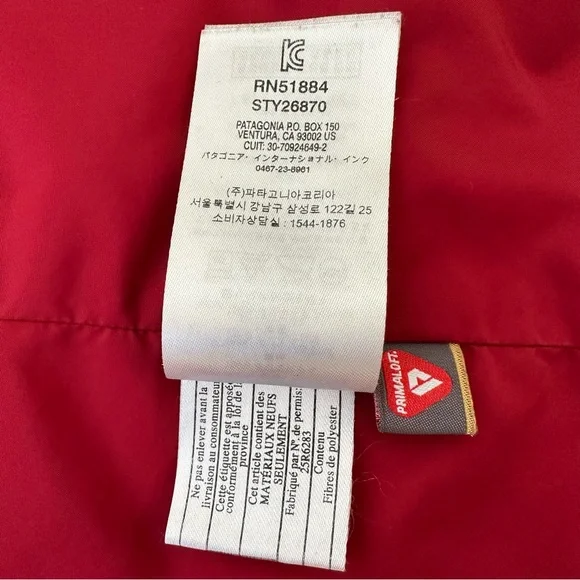 RN51884
STY26870
PATAGONIA P.O. BOX 150
VENTURA, CA 93002 US
CUIT: 30-70924649-2
パタゴニア・インターナショナル・インク
0467-23-8961
(주)파타고니아코리아
서울특별시 강남구 삼성로 122길 25
소비자상담실 : 1544-1876
PRIMALOFT
Ne pas enlever avant la
livraison au consommateur
Cette étiquette est apposée
conformément à la loi de la
province
Cet article contient des
MATÉRIAUX NEUFS
SEULEMENT
Fabriqué par N°. de permis:
25R6283
Contenu
Fibres de polyester